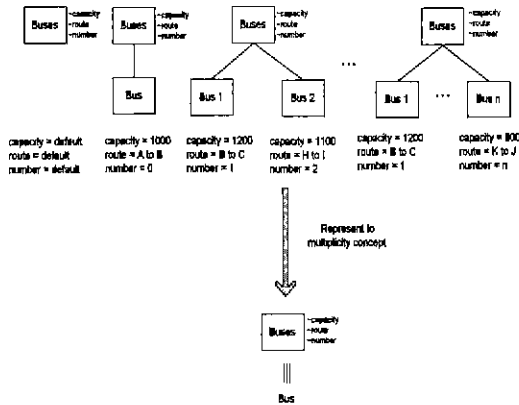 Buses
~capacity
~route
~number
Buses
~capacity
~route
~number
Buses
~capacity
~route
~number
...
Buses
~capacity
~route
~number
Bus
Bus 1
Bus 2
Bus 1
...
Bus n
capacity = default
route = default
number = default
capacity = 1000
route = A to B
number = 0
capacity = 1200
route = B to C
number = 1
capacity = 1100
route = H to I
number = 2
capacity = 1200
route = B to C
number = 1
capacity = 800
route = K to J
number = n
Represent to
multiplicity concept
Buses
~capacity
~route
~number
Bus